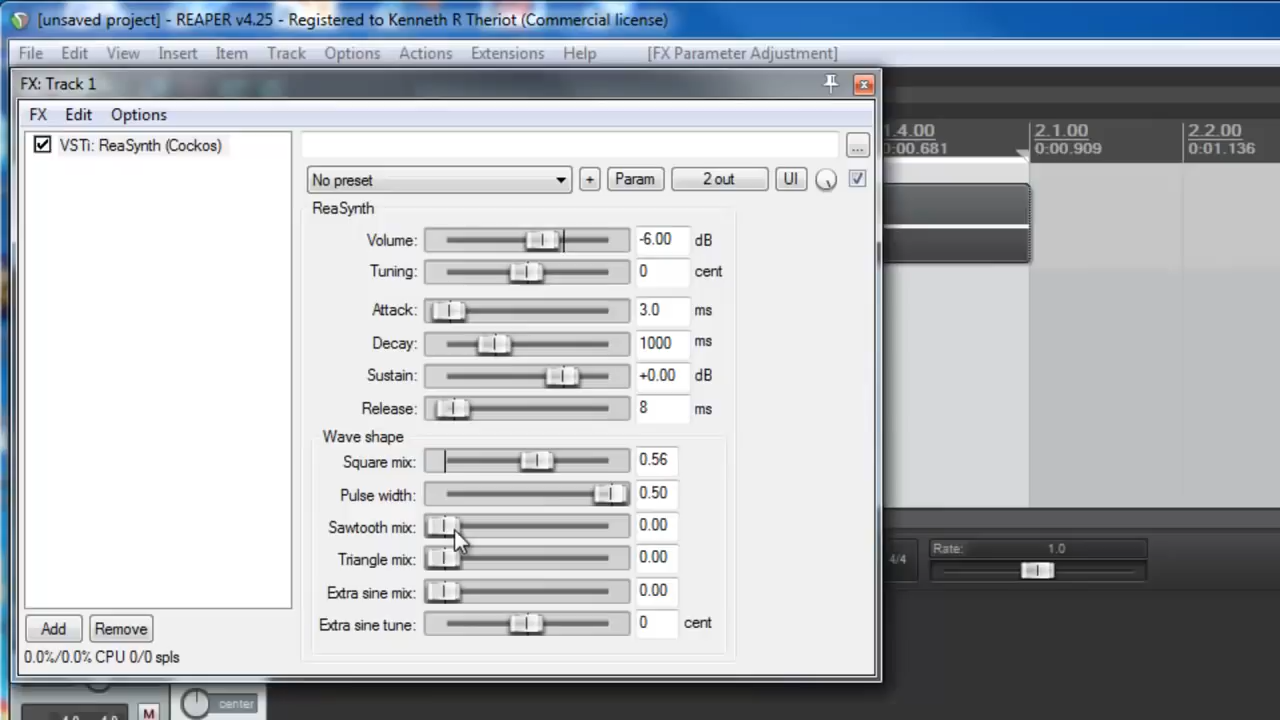 [unsaved project] - REAPER v4.25 - Registered to Kenneth R Theriot (Commercial license)
File Edit View Insert Item Track Options Actions Extensions Help [FX Parameter Adjustment]
FX: Track 1
FX Edit Options
VSTi: ReaSynth (Cockos)
...
No preset + Param 2 out UI
ReaSynth
Volume: -6.00 dB
Tuning: 0 cent
Attack: 3.0 ms
Decay: 1000 ms
Sustain: +0.00 dB
Release: 8 ms
Wave shape
Square mix: 0.56
Pulse width: 0.50
Sawtooth mix: 0.00
Triangle mix: 0.00
Extra sine mix: 0.00
Extra sine tune: 0 cent
Add Remove
0.0%/0.0% CPU 0/0 spls
1.4.00 2.1.00 2.2.00
0:00.681 0:00.909 0:01.136
4/4 Rate: 1.0
M center